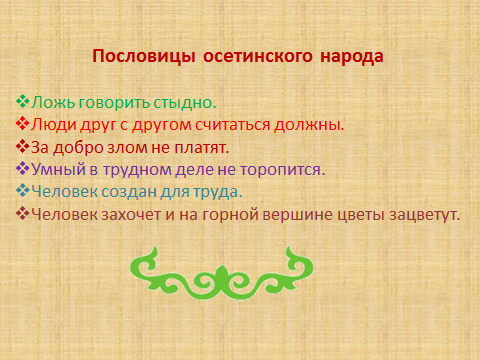 Пословицы осетинского народа
❖Ложь говорить стыдно.
❖Люди друг с другом считаться должны.
❖За добро злом не платят.
❖Умный в трудном деле не торопится.
❖Человек создан для труда.
❖Человек захочет и на горной вершине цветы зацветут.